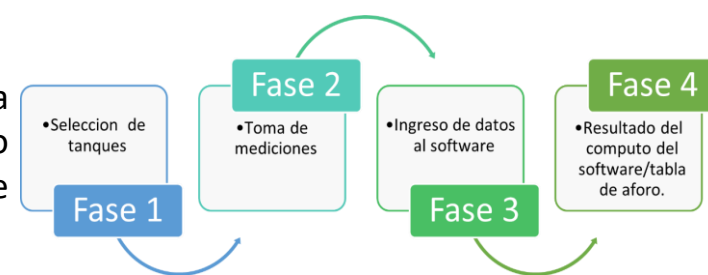 a
o
e
•Seleccion de
tanques
Fase 1
Fase 2
•Toma de
mediciones
•Ingreso de datos
al software
Fase 3
Fase 4
•Resultado del
computo del
software/tabla
de aforo.